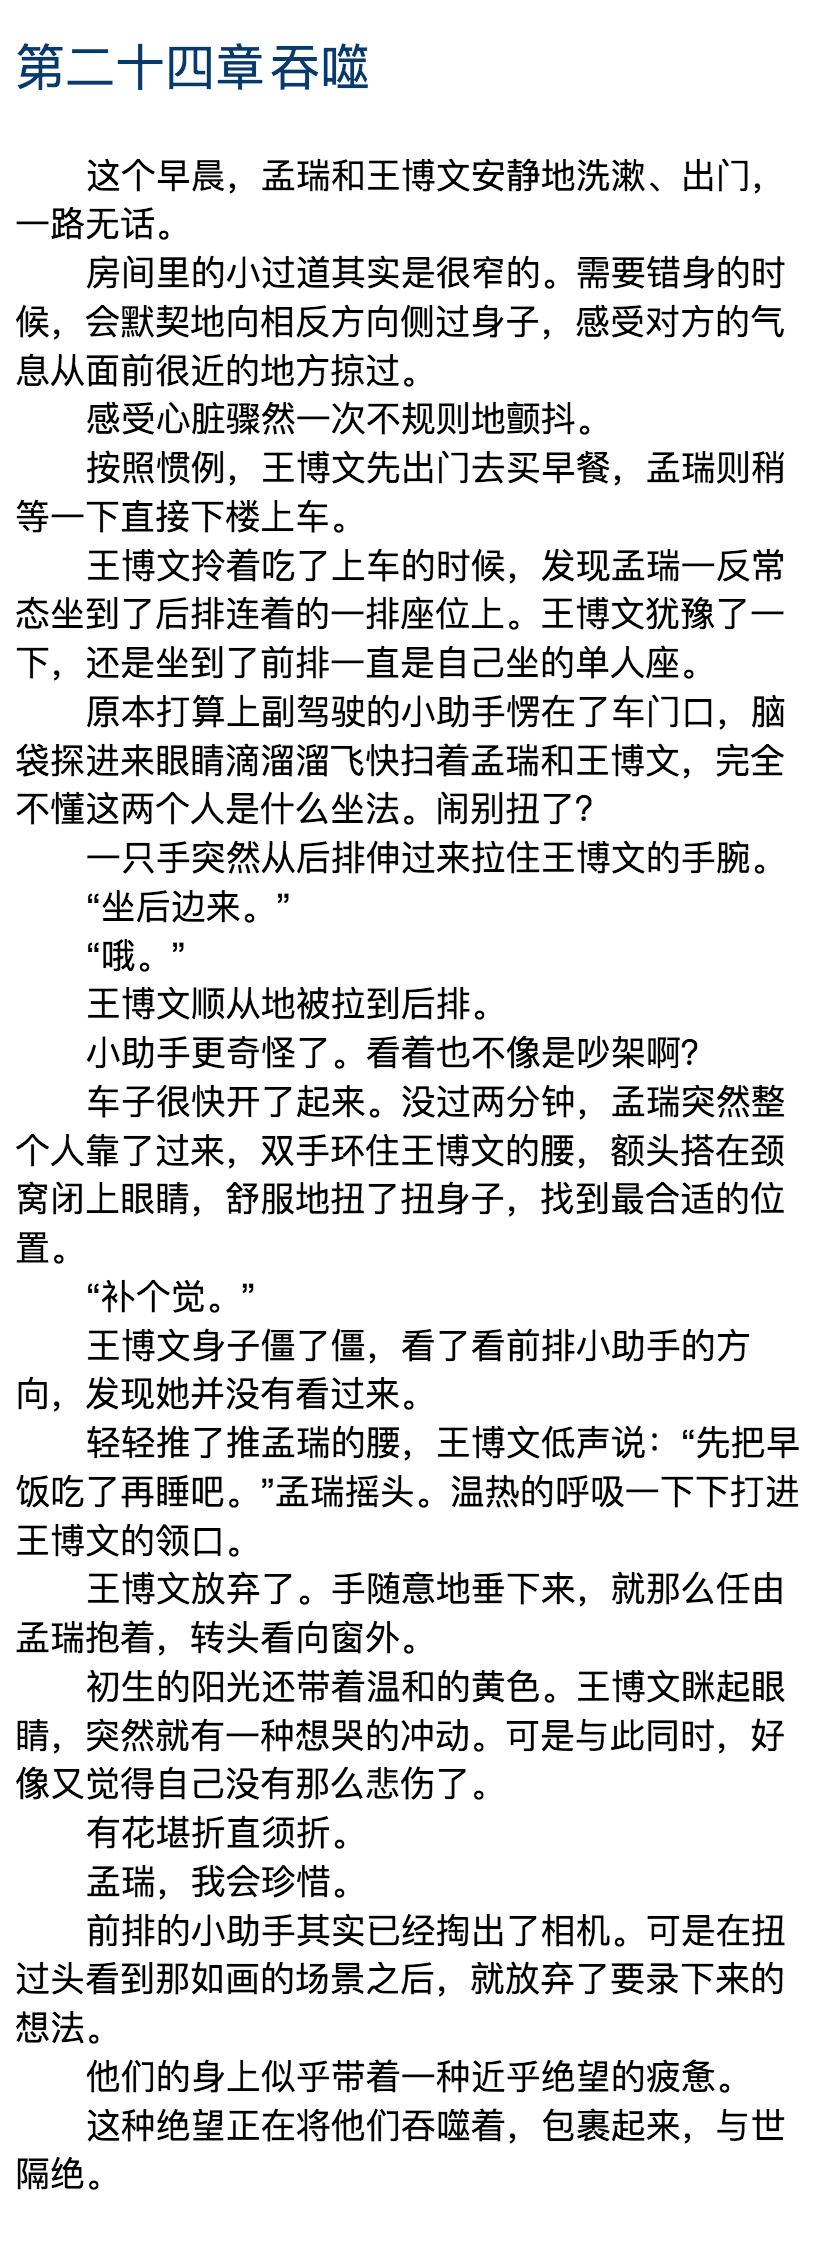 第二十四章 吞噬
这个早晨，孟瑞和王博文安静地洗漱、出门，
一路无话。
房间里的小过道其实是很窄的。需要错身的时
候，会默契地向相反方向侧过身子，感受对方的气
息从面前很近的地方掠过。
感受心脏骤然一次不规则地颤抖。
按照惯例，王博文先出门去买早餐，孟瑞则稍
等一下直接下楼上车。
王博文拎着吃了上车的时候，发现孟瑞一反常
态坐到了后排连着的一排座位上。王博文犹豫了一
下，还是坐到了前排一直是自己坐的单人座。
原本打算上副驾驶的小助手愣在了车门口，脑
袋探进来眼睛滴溜溜飞快扫着孟瑞和王博文，完全
不懂这两个人是什么坐法。闹别扭了？
一只手突然从后排伸过来拉住王博文的手腕。
“坐后边来。”
“哦。”
王博文顺从地被拉到后排。
小助手更奇怪了。看着也不像是吵架啊？
车子很快开了起来。没过两分钟，孟瑞突然整
个人靠了过来，双手环住王博文的腰，额头搭在颈
窝闭上眼睛，舒服地扭了扭身子，找到最合适的位
置。
“补个觉。”
王博文身子僵了僵，看了看前排小助手的方
向，发现她并没有看过来。
轻轻推了推孟瑞的腰，王博文低声说：“先把早
饭吃了再睡吧。”孟瑞摇头。温热的呼吸一下下打进
王博文的领口。
王博文放弃了。手随意地垂下来，就那么任由
孟瑞抱着，转头看向窗外。
初生的阳光还带着温和的黄色。王博文眯起眼
睛，突然就有一种想哭的冲动。可是与此同时，好
像又觉得自己没有那么悲伤了。
有花堪折直须折。
孟瑞，我会珍惜。
前排的小助手其实已经掏出了相机。可是在扭
过头看到那如画的场景之后，就放弃了要录下来的
想法。
他们的身上似乎带着一种近乎绝望的疲惫。
这种绝望正在将他们吞噬着，包裹起来，与世
隔绝。